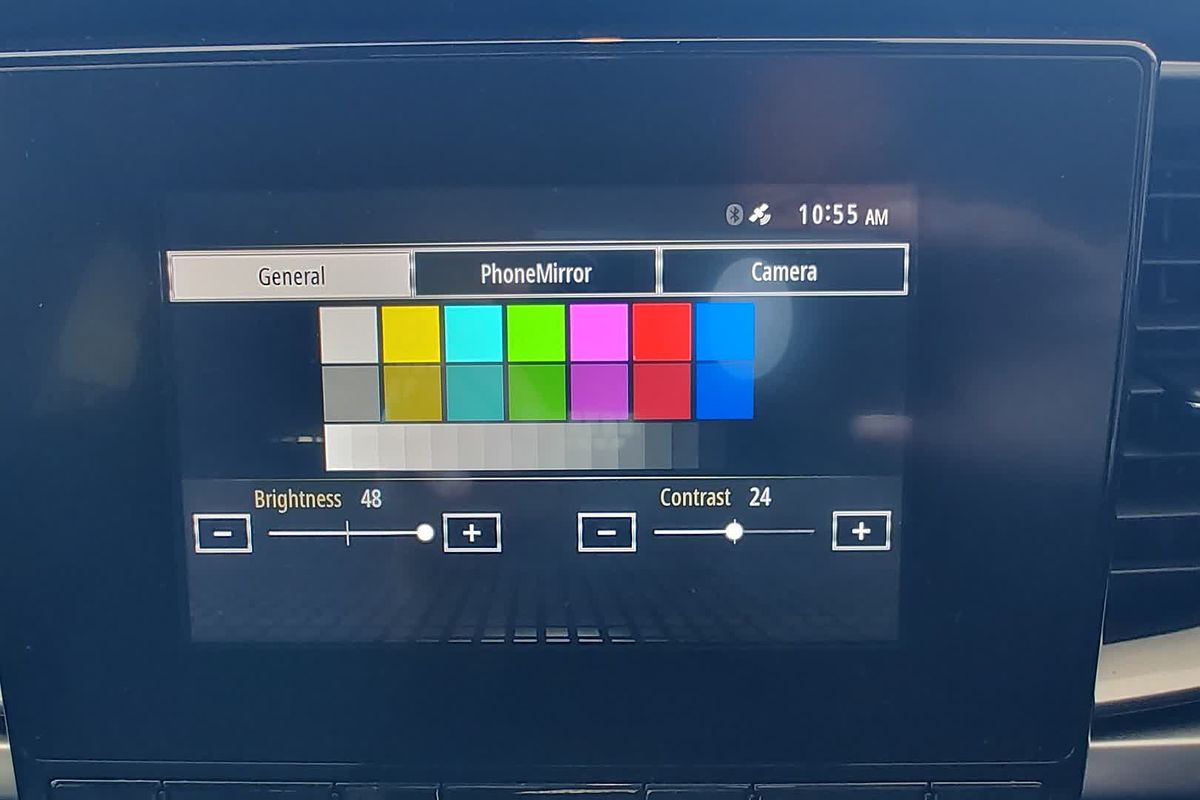 10:55 AM
General PhoneMirror Camera
Brightness 48 Contrast 24
− + − +